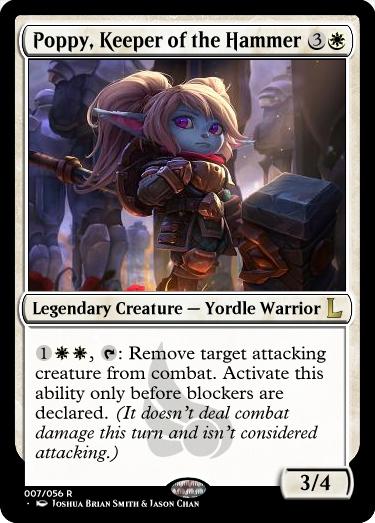 Poppy, Keeper of the Hammer 3
Legendary Creature — Yordle Warrior L
1, : Remove target attacking
creature from combat. Activate this
ability only before blockers are
declared. (It doesn't deal combat
damage this turn and isn't considered
attacking.)
007/056 R
3/4
· Joshua Brian Smith & Jason Chan